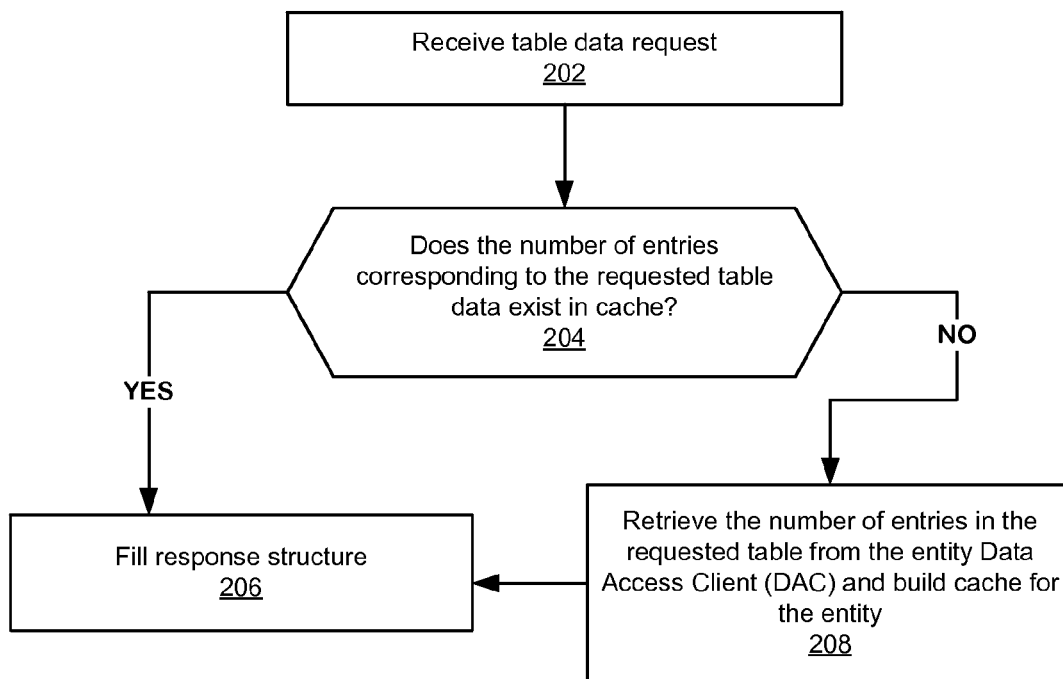 Receive table data request
202
Does the number of entries
corresponding to the requested table
data exist in cache?
204
YES
NO
Fill response structure
206
Retrieve the number of entries in the
requested table from the entity Data
Access Client (DAC) and build cache for
the entity
208